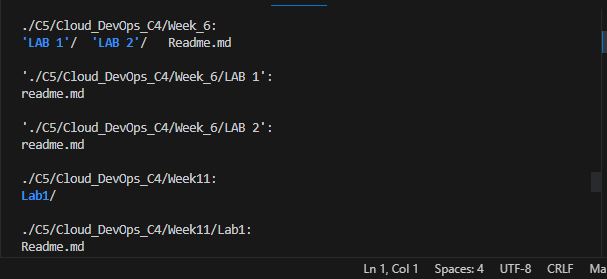 ./C5/Cloud_DevOps_C4/Week_6:
'LAB 1'/  'LAB 2'/   Readme.md
'./C5/Cloud_DevOps_C4/Week_6/LAB 1':
readme.md
'./C5/Cloud_DevOps_C4/Week_6/LAB 2':
readme.md
./C5/Cloud_DevOps_C4/Week11:
Lab1/
./C5/Cloud_DevOps_C4/Week11/Lab1:
Readme.md
Ln 1, Col 1    Spaces: 4    UTF-8    CRLF    Ma